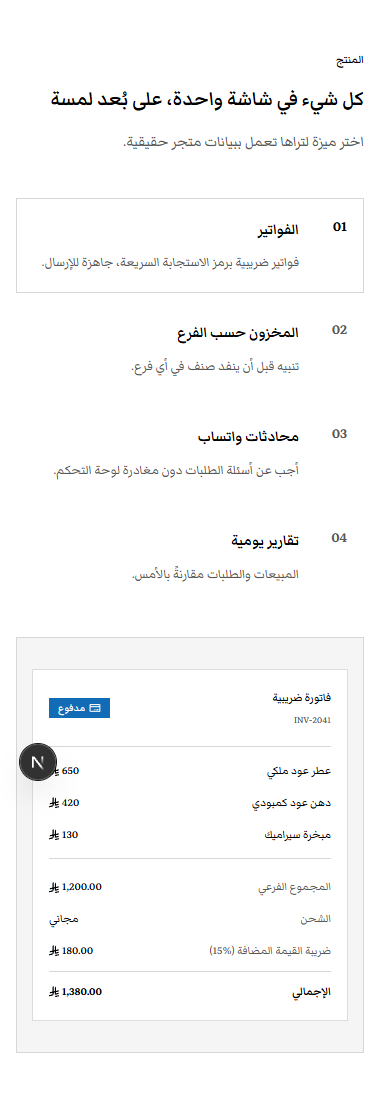 المنتج
كل شيء في شاشة واحدة، على بُعد لمسة
اختر ميزة لتراها تعمل ببيانات متجر حقيقية.
01 الفواتير
فواتير ضريبية برمز الاستجابة السريعة، جاهزة للإرسال.
02 المخزون حسب الفرع
تنبيه قبل أن ينفد صنف في أي فرع.
03 محادثات واتساب
أجب عن أسئلة الطلبات دون مغادرة لوحة التحكم.
04 تقارير يومية
المبيعات والطلبات مقارنةً بالأمس.
فاتورة ضريبية
مدفوع
INV-2041
عطر عود ملكي 650 ⃁
دهن عود كمبودي 420 ⃁
مبخرة سيراميك 130 ⃁
المجموع الفرعي 1,200.00 ⃁
الشحن مجاني
ضريبة القيمة المضافة (15%) 180.00 ⃁
الإجمالي 1,380.00 ⃁
N